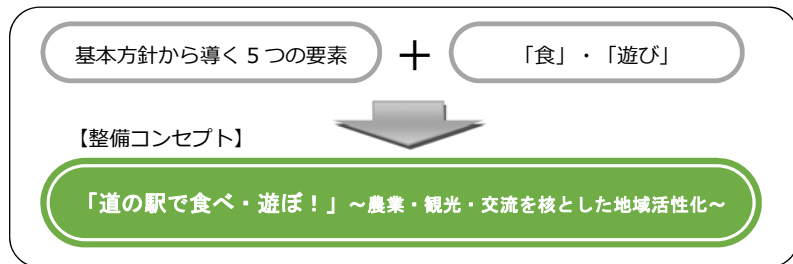 基本方針から導く5つの要素 + 「食」・「遊び」
【整備コンセプト】
「道の駅で食べ・遊ぼ！」～農業・観光・交流を核とした地域活性化～